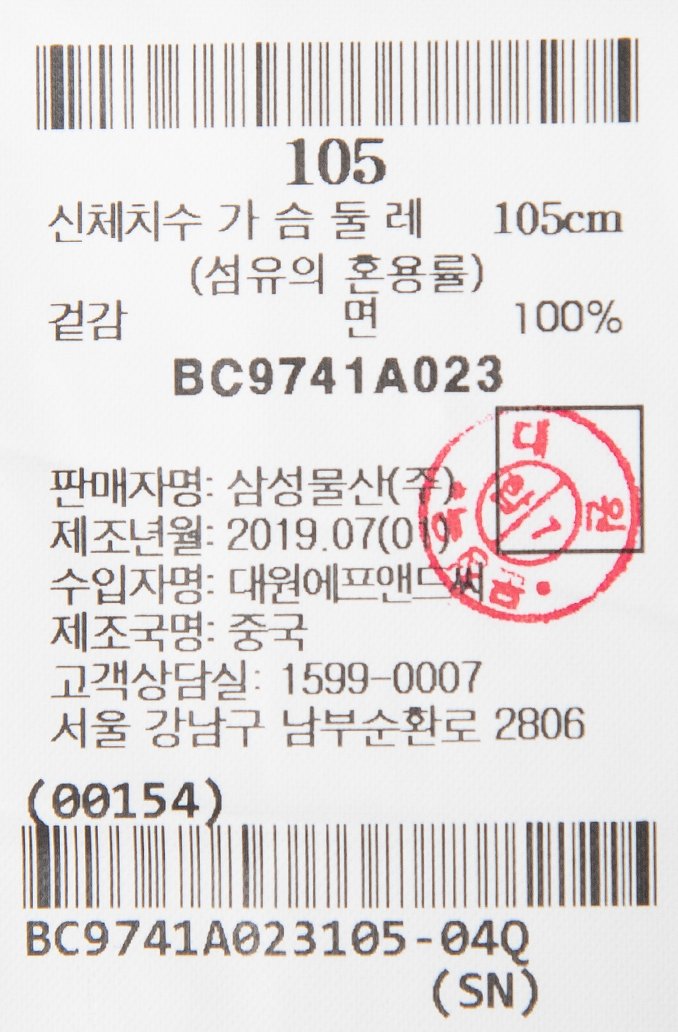 105
신체치수 가 슴 둘 레 105cm
(섬유의 혼용률)
겉감 면 100%
BC9741A023
판매자명: 삼성물산(주)
제조년월: 2019.07(01)
수입자명: 대원에프앤드씨
제조국명: 중국
고객상담실: 1599-0007
서울 강남구 남부순환로 2806
대원
1
(00154)
BC9741A023105-04Q
(SN)